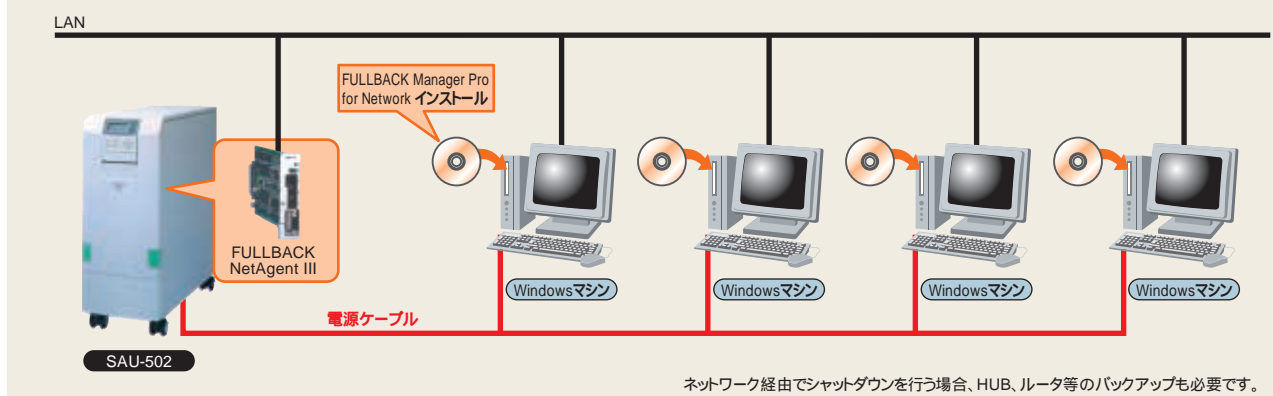 LAN
FULLBACK Manager Pro
for Network インストール
FULLBACK
NetAgent III
Windowsマシン
Windowsマシン
Windowsマシン
Windowsマシン
電源ケーブル
SAU-502
ネットワーク経由でシャットダウンを行う場合、HUB、ルータ等のバックアップも必要です。